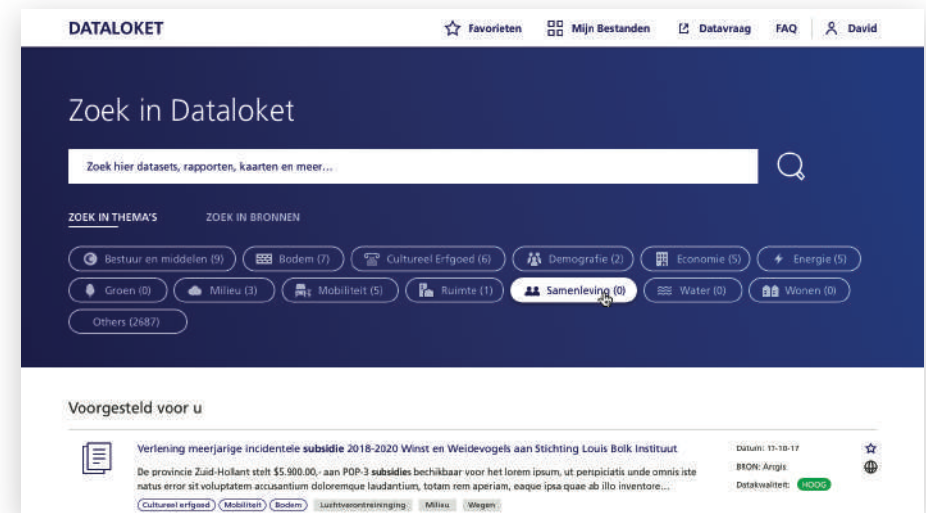 DATALOKET Favorieten Mijn Bestanden Datavraag FAQ David
Zoek in Dataloket
Zoek hier datasets, rapporten, kaarten en meer...
ZOEK IN THEMA'S ZOEK IN BRONNEN
Bestuur en middelen (9) Bodem (7) Cultureel Erfgoed (6) Demografie (2) Economie (5) Energie (5)
Groen (0) Milieu (3) Mobiliteit (5) Ruimte (1) Samenleving (0) Water (0) Wonen (0)
Others (2687)
Voorgesteld voor u
Verlening meerjarige incidentele subsidie 2018-2020 Winst en Weidevogels aan Stichting Louis Bolk Instituut
Datum: 11-10-17
De provincie Zuid-Hollant stelt $5.900.00,- aan POP-3 subsidies bechikbaar voor het lorem ipsum, ut perspiciatis unde omnis iste
BRON: Arcgis
natus error sit voluptatem accusantium doloremque laudantium, totam rem aperiam, eaque ipsa quae ab illo inventore...
Datakwaliteit: HOOG
Cultureel erfgoed Mobiliteit Bodem Luchtverontreininging Milieu Wegen